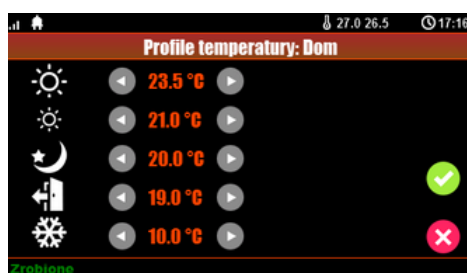 27.0 26.5 17:16
Profile temperatury: Dom
23.5 °C
21.0 °C
20.0 °C
19.0 °C
10.0 °C
Zrobione